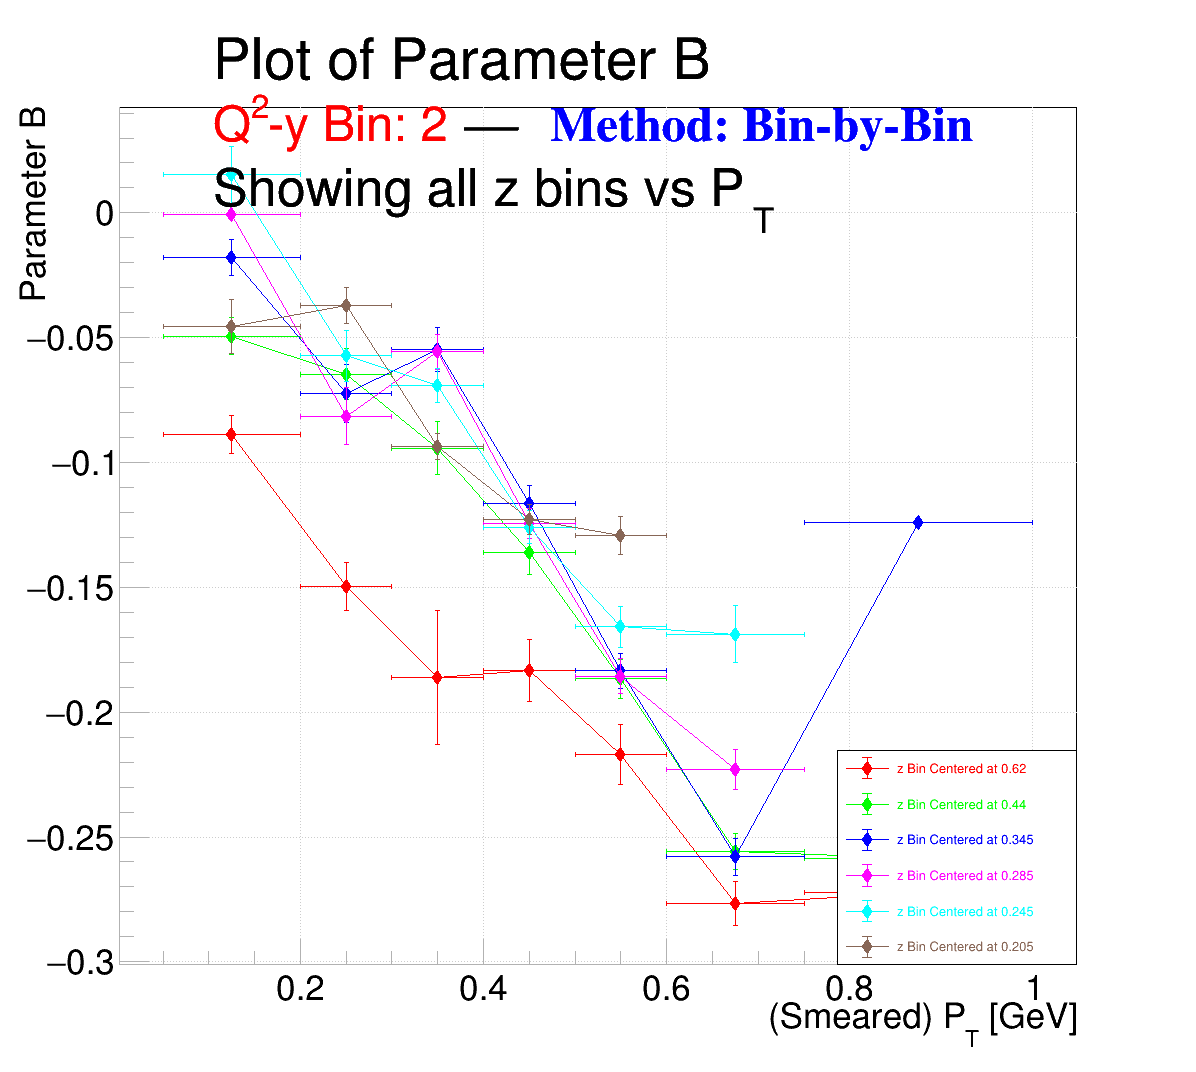 Plot of Parameter B
Q²-y Bin: 2 — Method: Bin-by-Bin
Showing all z bins vs P_T
Parameter B
0
−0.05
−0.1
−0.15
−0.2
−0.25
−0.3
z Bin Centered at 0.62
z Bin Centered at 0.44
z Bin Centered at 0.345
z Bin Centered at 0.285
z Bin Centered at 0.245
z Bin Centered at 0.205
0.2 0.4 0.6 0.8 1
(Smeared) P_T [GeV]